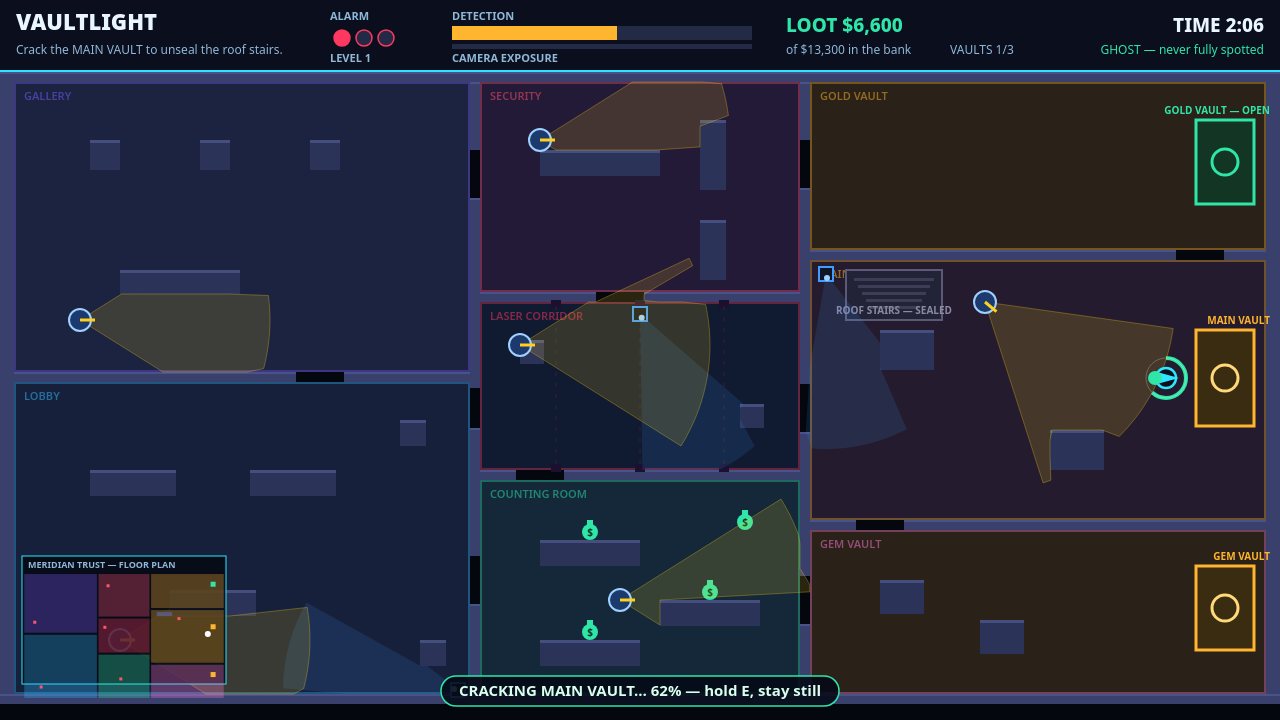 VAULTLIGHT
Crack the MAIN VAULT to unseal the roof stairs.
ALARM
LEVEL 1
DETECTION
CAMERA EXPOSURE
LOOT $6,600
of $13,300 in the bank
VAULTS 1/3
TIME 2:06
GHOST — never fully spotted
GALLERY
SECURITY
GOLD VAULT
GOLD VAULT — OPEN
LASER CORRIDOR
ROOF STAIRS — SEALED
MAIN VAULT
LOBBY
COUNTING ROOM
$
$
$
$
GEM VAULT
GEM VAULT
MERIDIAN TRUST — FLOOR PLAN
CRACKING MAIN VAULT... 62% — hold E, stay still